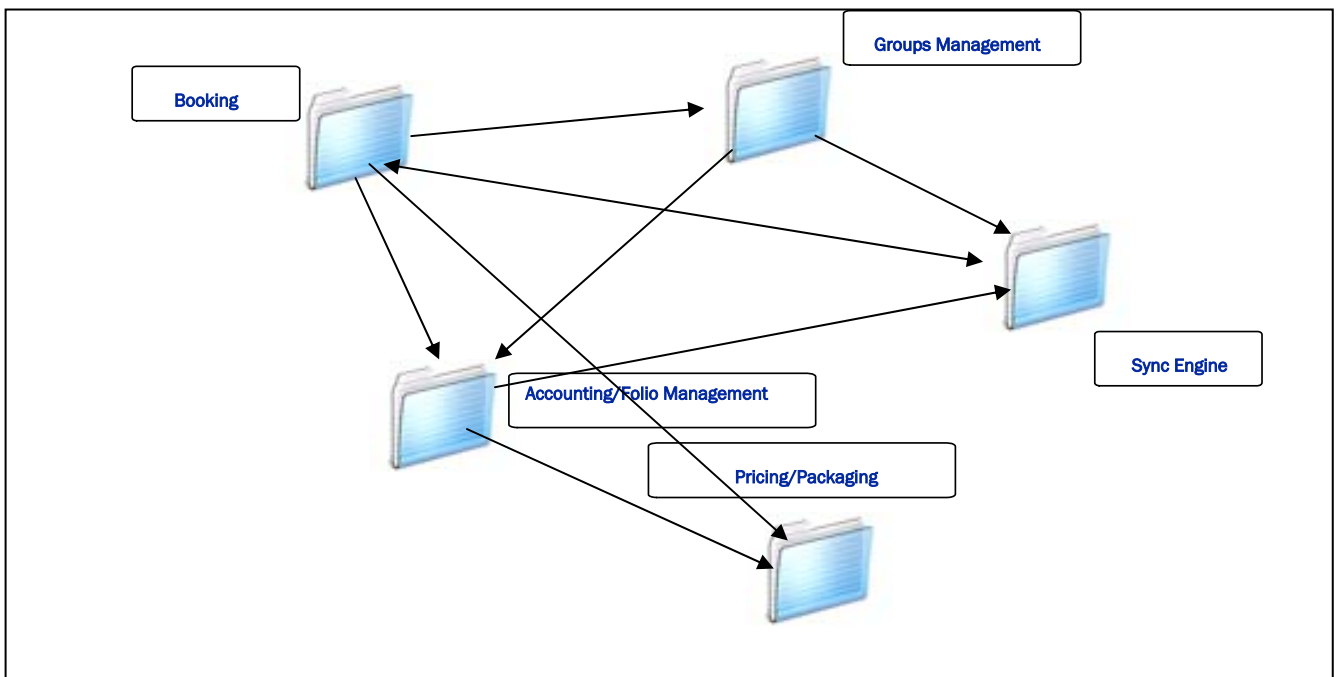 Groups Management
Booking
Sync Engine
Accounting/Folio Management
Pricing/Packaging